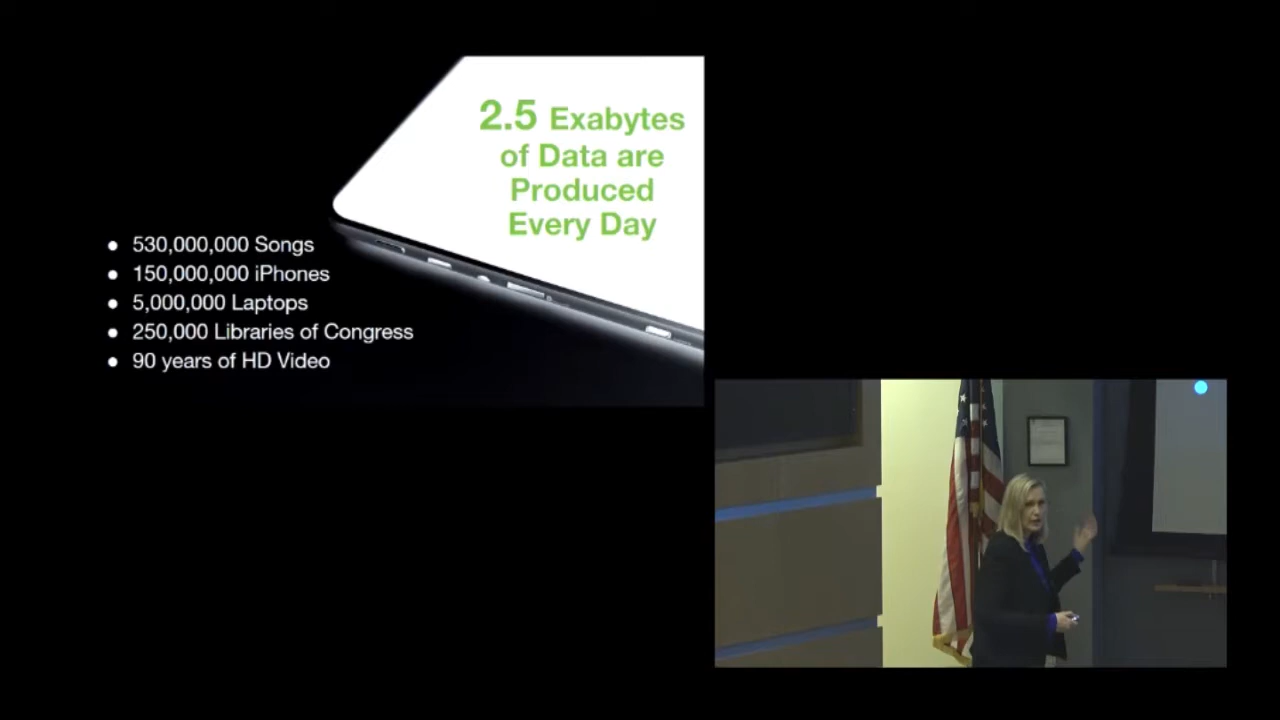 2.5 Exabytes
of Data are
Produced
Every Day
• 530,000,000 Songs
• 150,000,000 iPhones
• 5,000,000 Laptops
• 250,000 Libraries of Congress
• 90 years of HD Video